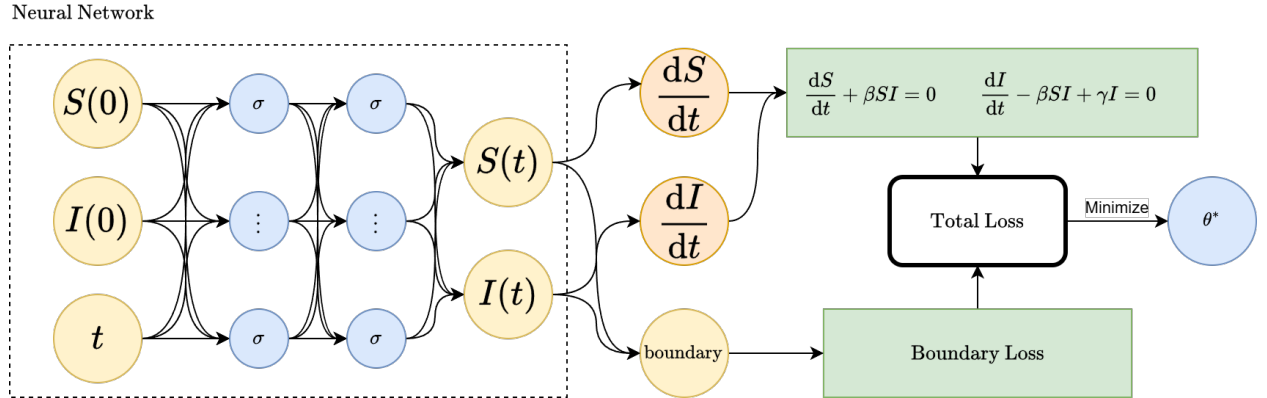 Neural Network
S(0)
I(0)
t
σ
⋮
σ
σ
⋮
σ
S(t)
I(t)
dS/dt
dI/dt
boundary
dS/dt + βSI = 0 dI/dt − βSI + γI = 0
Total Loss
Minimize
θ*
Boundary Loss